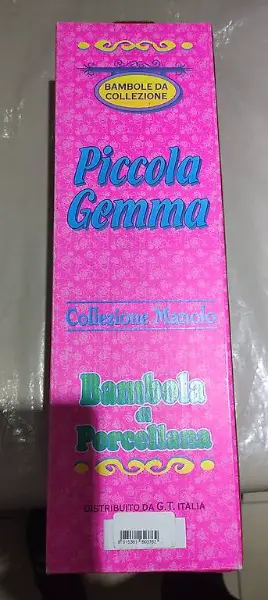 BAMBOLE DA
COLLEZIONE
Piccola
Gemma
Collezione Manolo
Bambola
di
Porcellana
DISTRIBUITO DA G.T. ITALIA